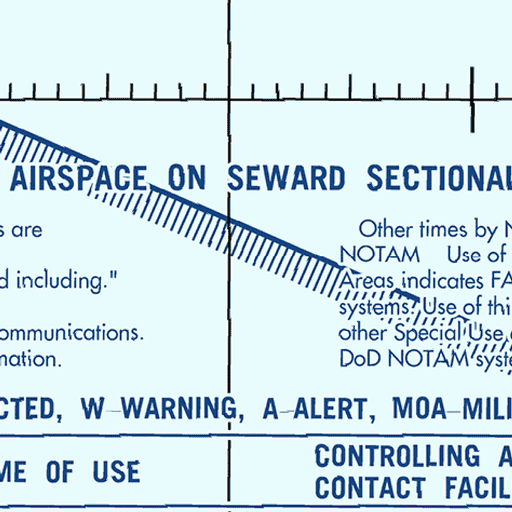 AIRSPACE ON SEWARD SECTIONAL
s are
d including."
ommunications.
mation.
Other times by N
NOTAM Use of
Areas indicates FA
systems. Use of thi
other Special Use
DoD NOTAM syste
CTED, W-WARNING, A-ALERT, MOA-MILI
ME OF USE
CONTROLLING A
CONTACT FACIL